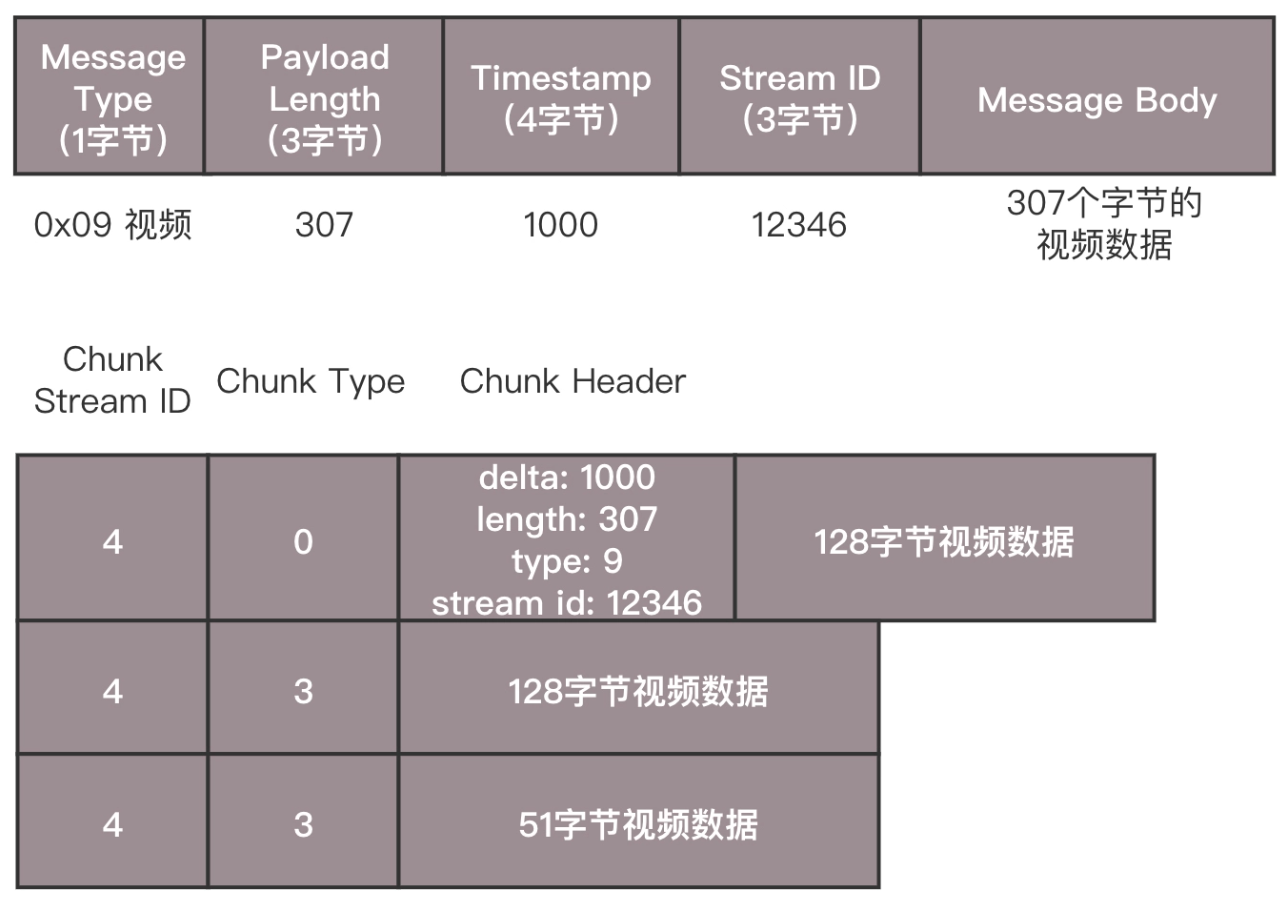 Message
Type
(1字节)
Payload
Length
(3字节)
Timestamp
(4字节)
Stream ID
(3字节)
Message Body
0x09 视频
307
1000
12346
307个字节的
视频数据
Chunk
Stream ID
Chunk Type
Chunk Header
4
0
delta: 1000
length: 307
type: 9
stream id: 12346
128字节视频数据
4
3
128字节视频数据
4
3
51字节视频数据